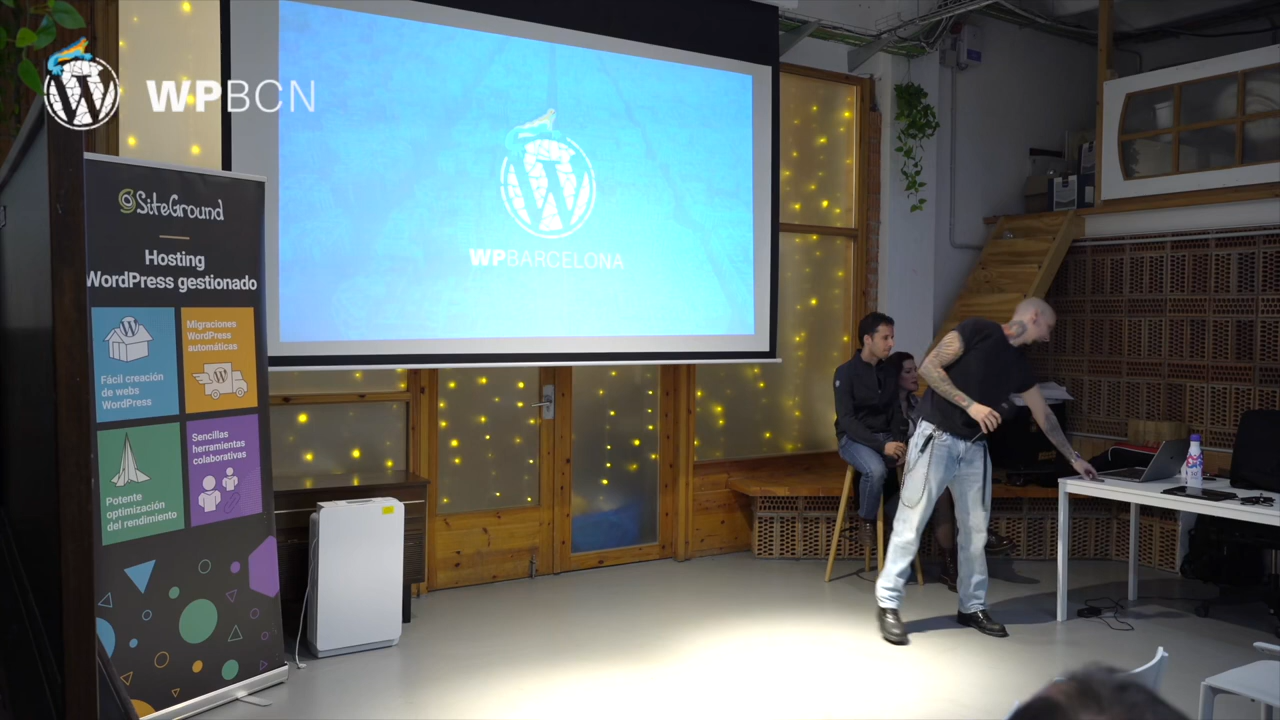 WPBCN
WPBARCELONA
SiteGround
Hosting
WordPress gestionado
Fácil creación
de webs
WordPress
Migraciones
WordPress
automáticas
Potente
optimización
del rendimiento
Sencillas
herramientas
colaborativas